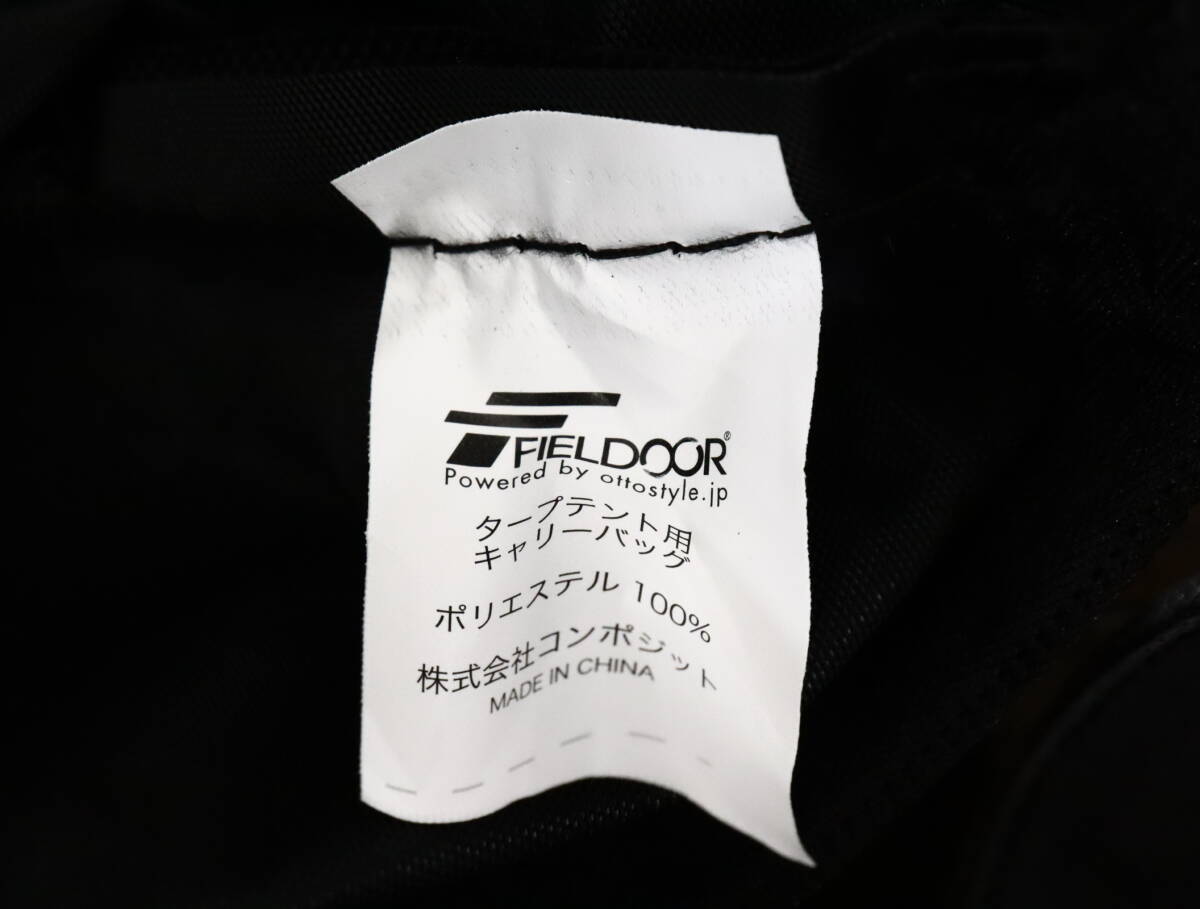 FIELDOOR®
Powered by ottostyle.jp
タープテント用
キャリーバッグ
ポリエステル 100%
株式会社コンポジット
MADE IN CHINA